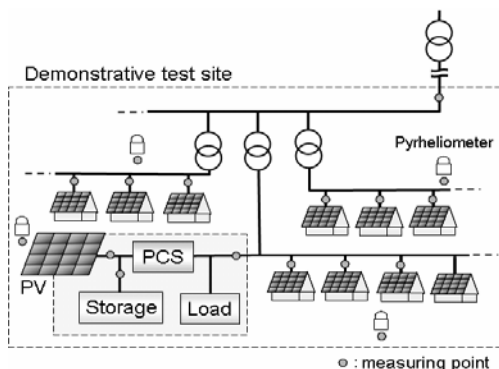 Demonstrative test site
Pyrheliometer
PV
PCS
Storage
Load
: measuring point